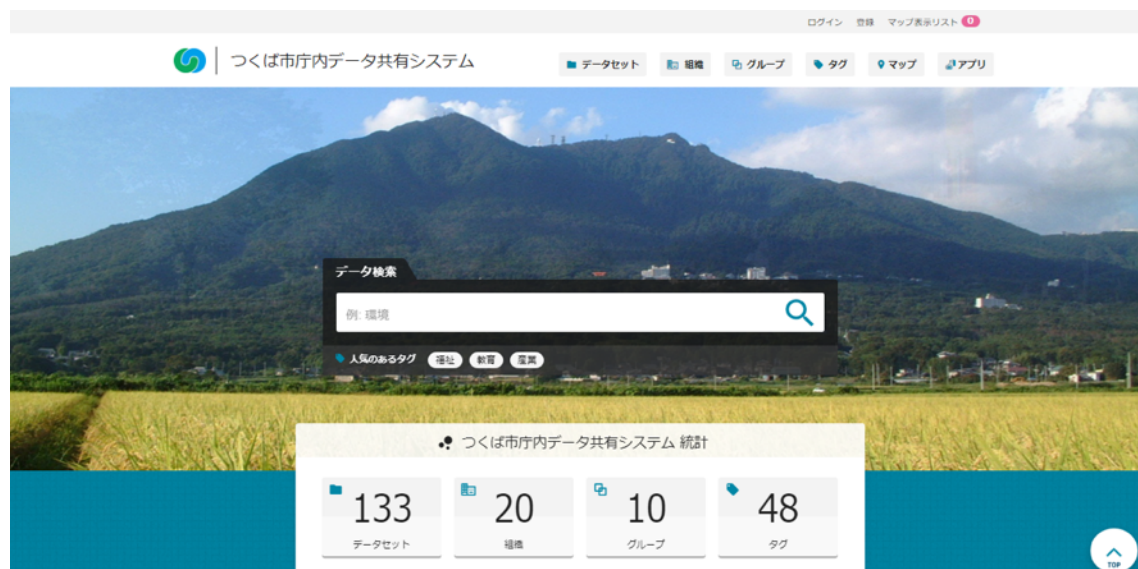 ログイン 登録 マップ表示リスト 0
つくば市庁内データ共有システム
データセット 組織 グループ タグ マップ アプリ
データ検索
例: 環境
人気のあるタグ 福祉 教育 産業
つくば市庁内データ共有システム 統計
133 20 10 48
データセット 組織 グループ タグ
TOP